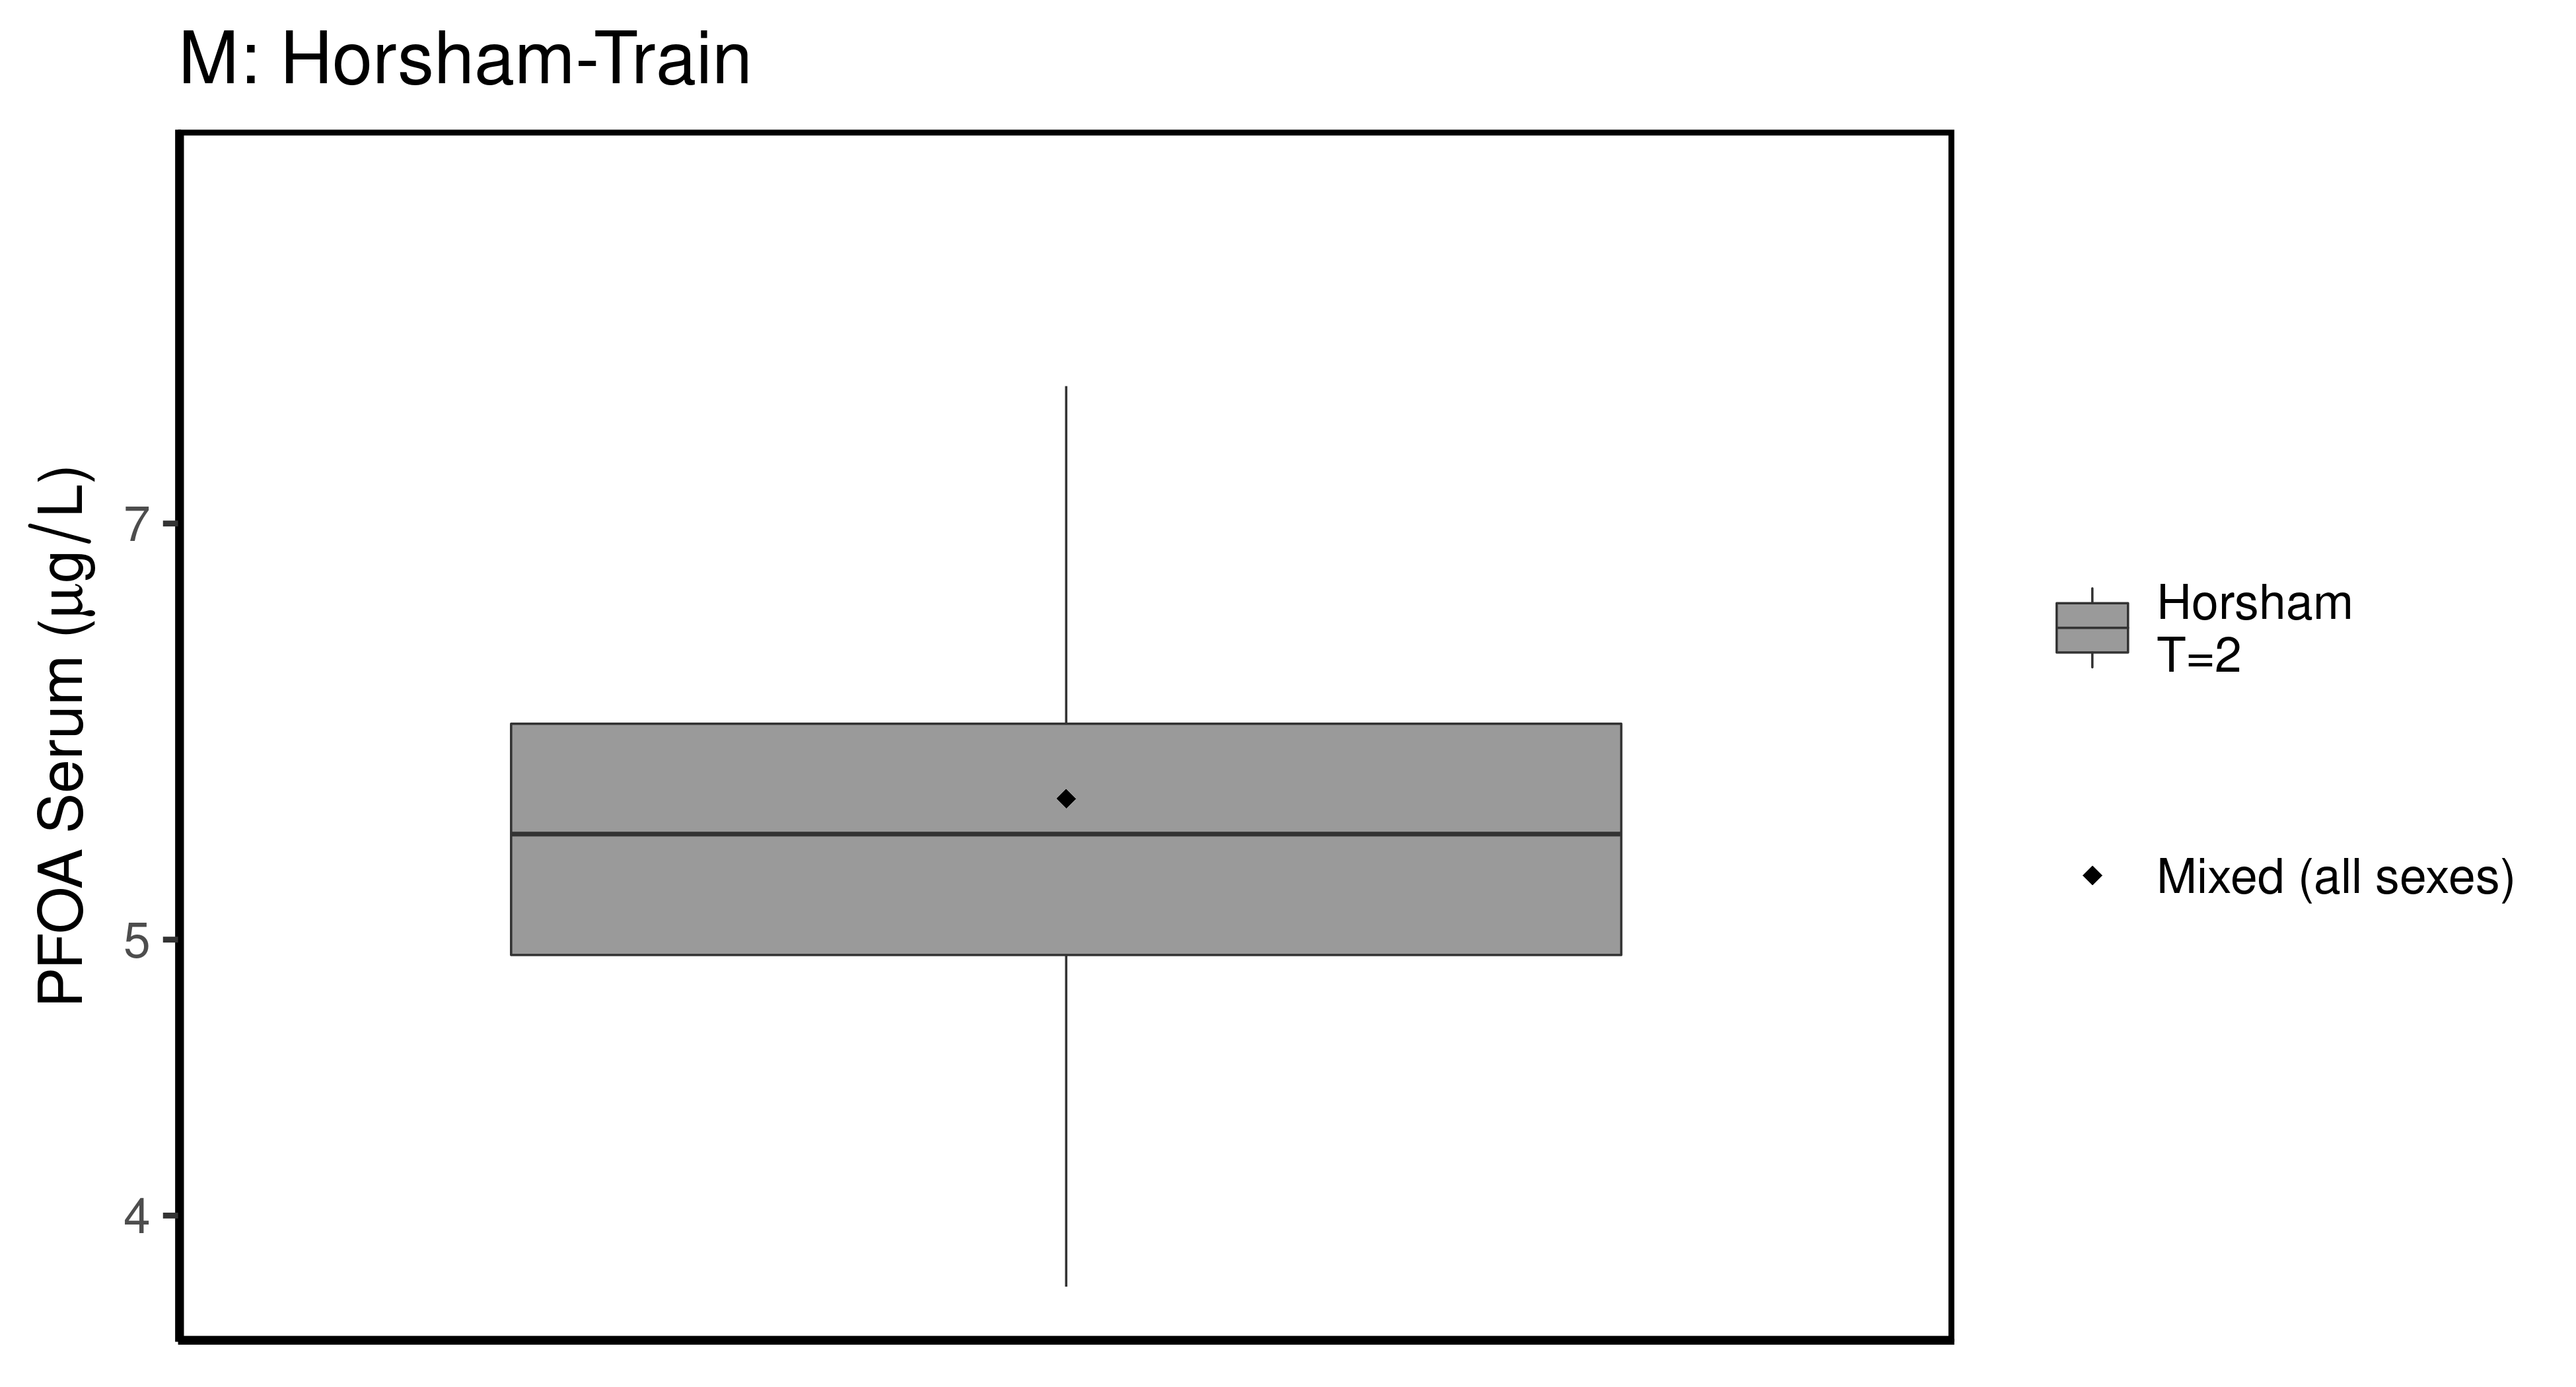 M: Horsham-Train
PFOA Serum (μg/L)
7
5
4
Horsham
T=2
Mixed (all sexes)